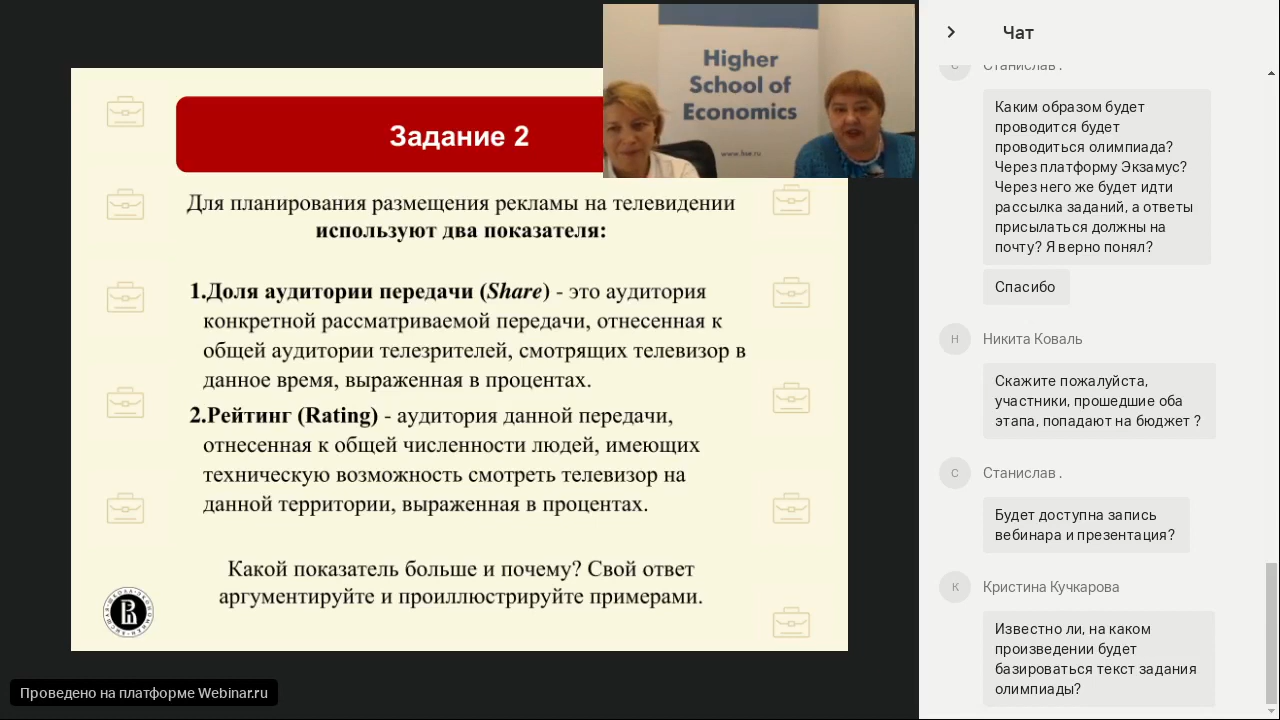 Higher
School of
Economics
www.hse.ru
Задание 2
Для планирования размещения рекламы на телевидении
используют два показателя:
1.Доля аудитории передачи (Share) - это аудитория
конкретной рассматриваемой передачи, отнесенная к
общей аудитории телезрителей, смотрящих телевизор в
данное время, выраженная в процентах.
2.Рейтинг (Rating) - аудитория данной передачи,
отнесенная к общей численности людей, имеющих
техническую возможность смотреть телевизор на
данной территории, выраженная в процентах.
Какой показатель больше и почему? Свой ответ
аргументируйте и проиллюстрируйте примерами.
Проведено на платформе Webinar.ru
Чат
С
Станислав .
Каким образом будет
проводится будет
проводиться олимпиада?
Через платформу Экзамус?
Через него же будет идти
рассылка заданий, а ответы
присылаться должны на
почту? Я верно понял?
Спасибо
Н
Никита Коваль
Скажите пожалуйста,
участники, прошедшие оба
этапа, попадают на бюджет ?
С
Станислав .
Будет доступна запись
вебинара и презентация?
К
Кристина Кучкарова
Известно ли, на каком
произведении будет
базироваться текст задания
олимпиады?